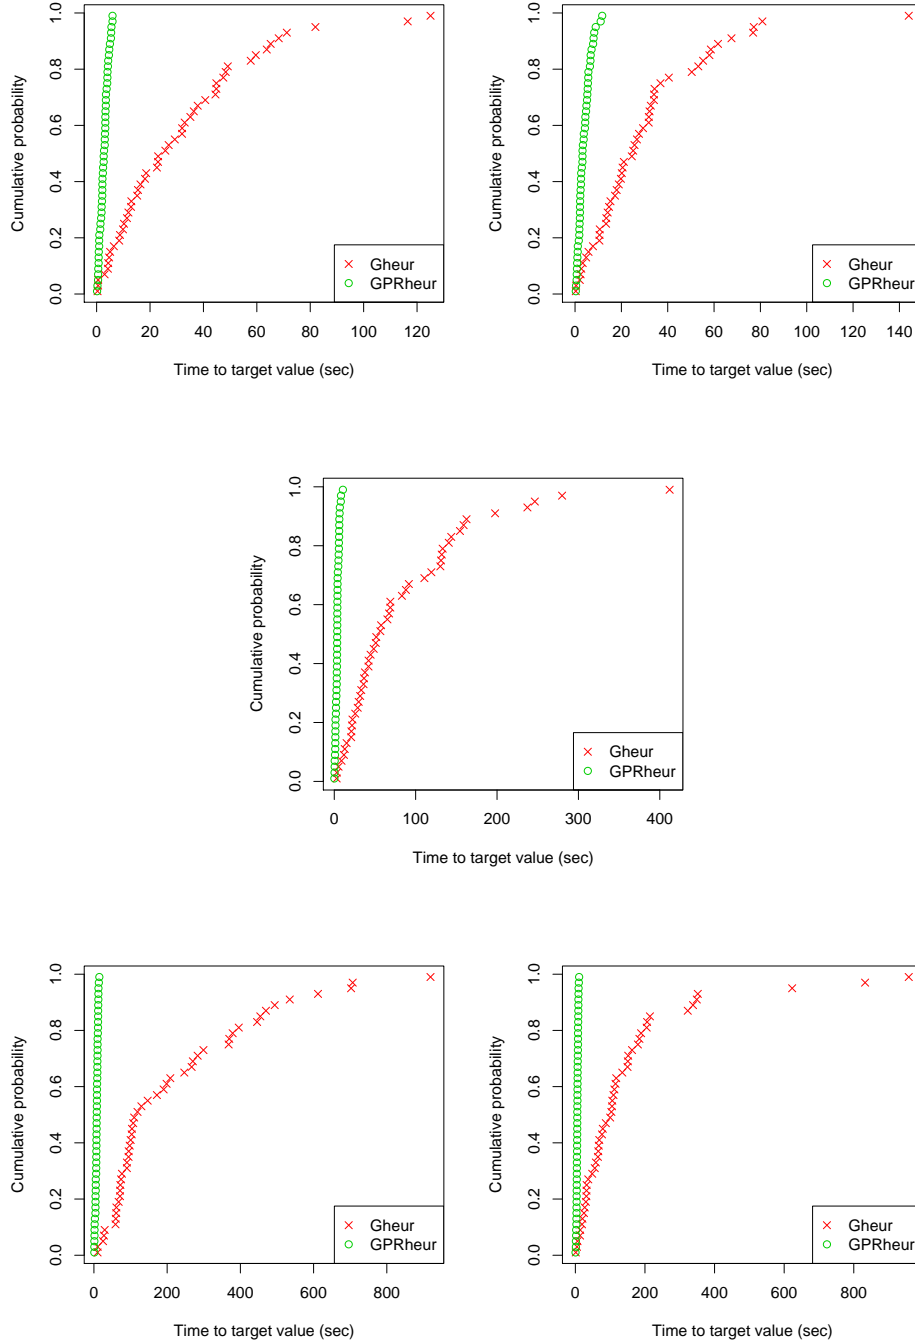 Cumulative probability
1.0
0.8
0.6
0.4
0.2
0.0
Gheur
GPRheur
0 20 40 60 80 100 120
Time to target value (sec)
Cumulative probability
1.0
0.8
0.6
0.4
0.2
0.0
Gheur
GPRheur
0 20 40 60 80 100 120 140
Time to target value (sec)
Cumulative probability
1.0
0.8
0.6
0.4
0.2
0.0
Gheur
GPRheur
0 100 200 300 400
Time to target value (sec)
Cumulative probability
1.0
0.8
0.6
0.4
0.2
0.0
Gheur
GPRheur
0 200 400 600 800
Time to target value (sec)
Cumulative probability
1.0
0.8
0.6
0.4
0.2
0.0
Gheur
GPRheur
0 200 400 600 800
Time to target value (sec)